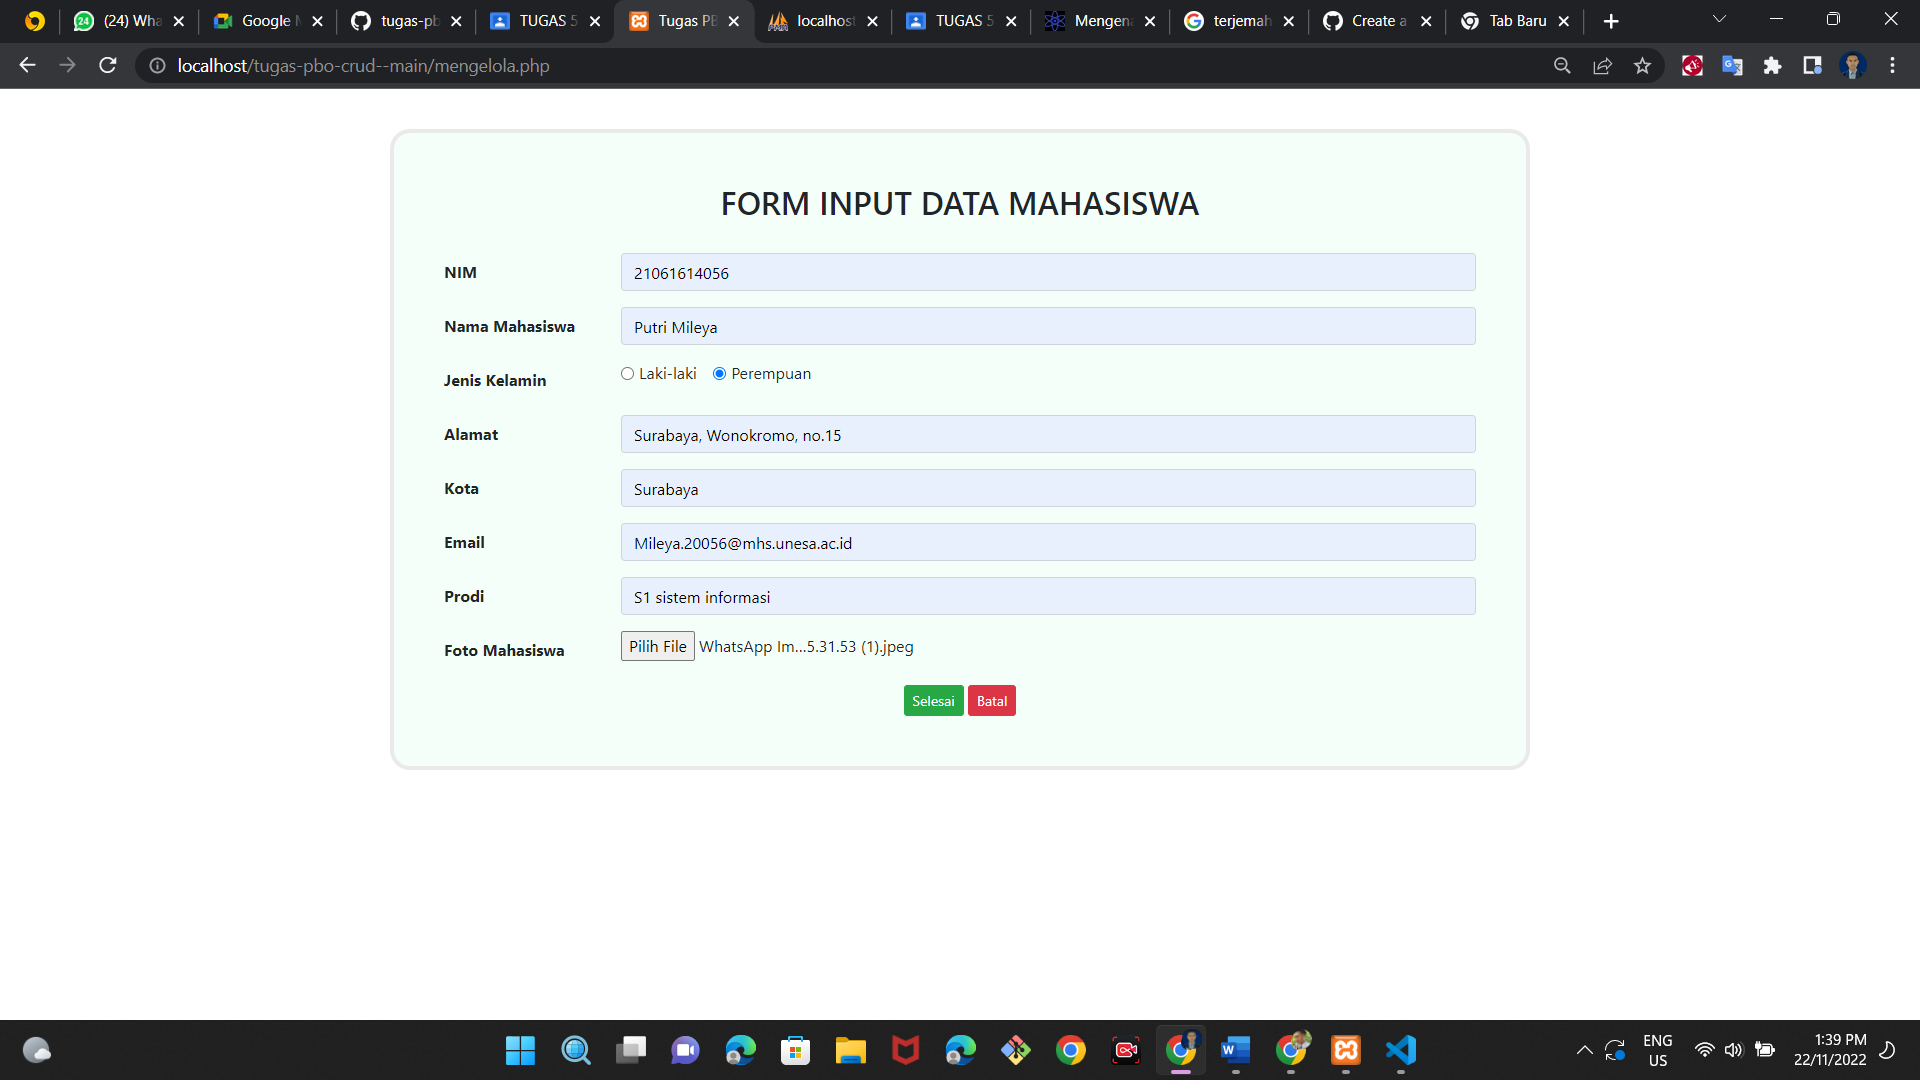 24
(24) Wha
Google M
tugas-pb
TUGAS 5
Tugas PB
localhost
TUGAS 5
Mengena
terjemah
Create a
Tab Baru
localhost/tugas-pbo-crud--main/mengelola.php
FORM INPUT DATA MAHASISWA
NIM
21061614056
Nama Mahasiswa
Putri Mileya
Jenis Kelamin
Laki-laki
Perempuan
Alamat
Surabaya, Wonokromo, no.15
Kota
Surabaya
Email
Mileya.20056@mhs.unesa.ac.id
Prodi
S1 sistem informasi
Foto Mahasiswa
Pilih File
WhatsApp Im...5.31.53 (1).jpeg
Selesai
Batal
ENG
US
1:39 PM
22/11/2022